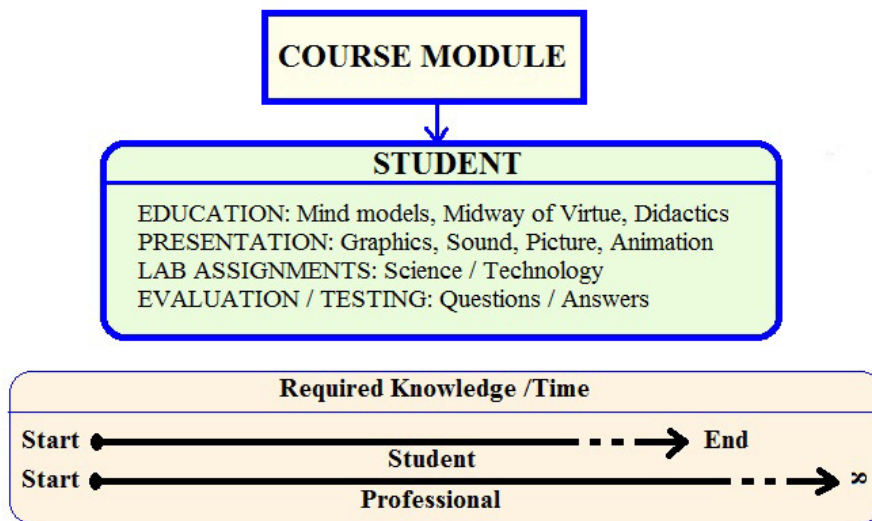 COURSE MODULE
STUDENT
EDUCATION: Mind models, Midway of Virtue, Didactics
PRESENTATION: Graphics, Sound, Picture, Animation
LAB ASSIGNMENTS: Science / Technology
EVALUATION / TESTING: Questions / Answers
Required Knowledge /Time
Start End
Student
Start ∞
Professional